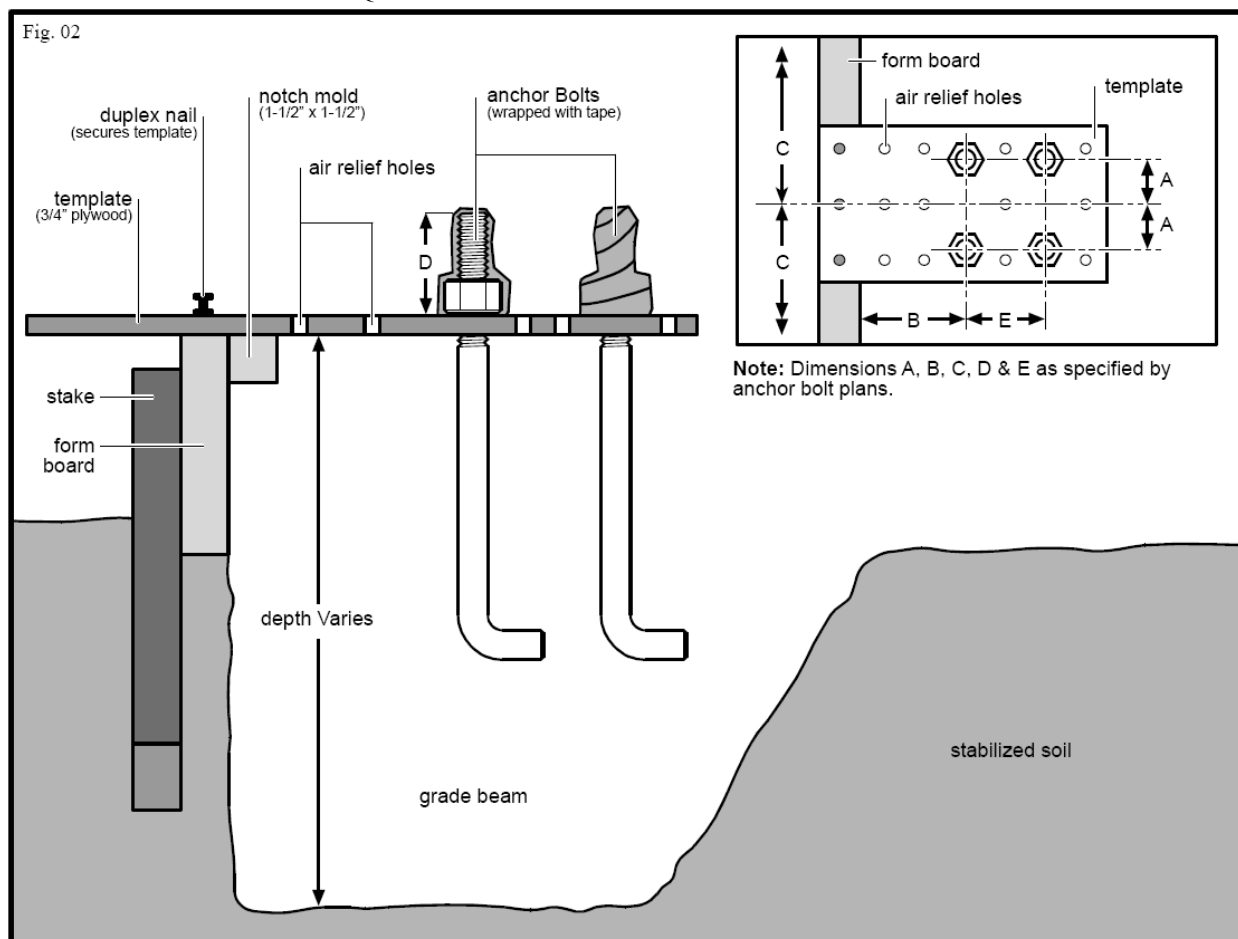 Fig. 02
duplex nail
(secures template)
notch mold
(1-1/2" x 1-1/2")
anchor Bolts
(wrapped with tape)
air relief holes
template
(3/4" plywood)
D
stake
form
board
depth Varies
grade beam
stabilized soil
form board
air relief holes
template
C
C
A
A
B
E
Note: Dimensions A, B, C, D & E as specified by
anchor bolt plans.